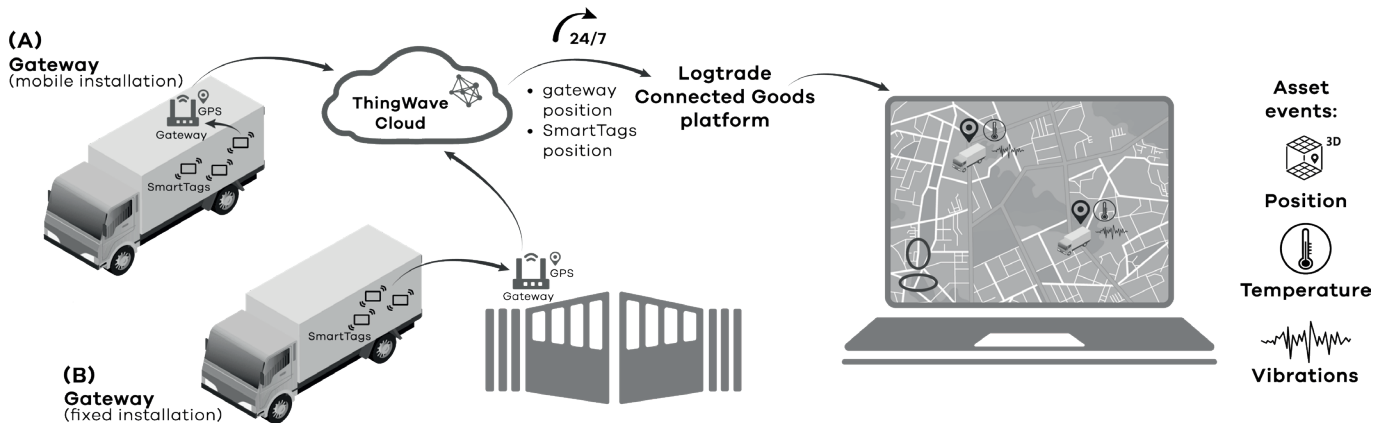 (A)
Gateway
(mobile installation)
GPS
Gateway
SmartTags
ThingWave
Cloud
24/7
• gateway
position
• SmartTags
position
Logtrade
Connected Goods
platform
Asset
events:
3D
Position
Temperature
Vibrations
GPS
Gateway
SmartTags
(B)
Gateway
(fixed installation)